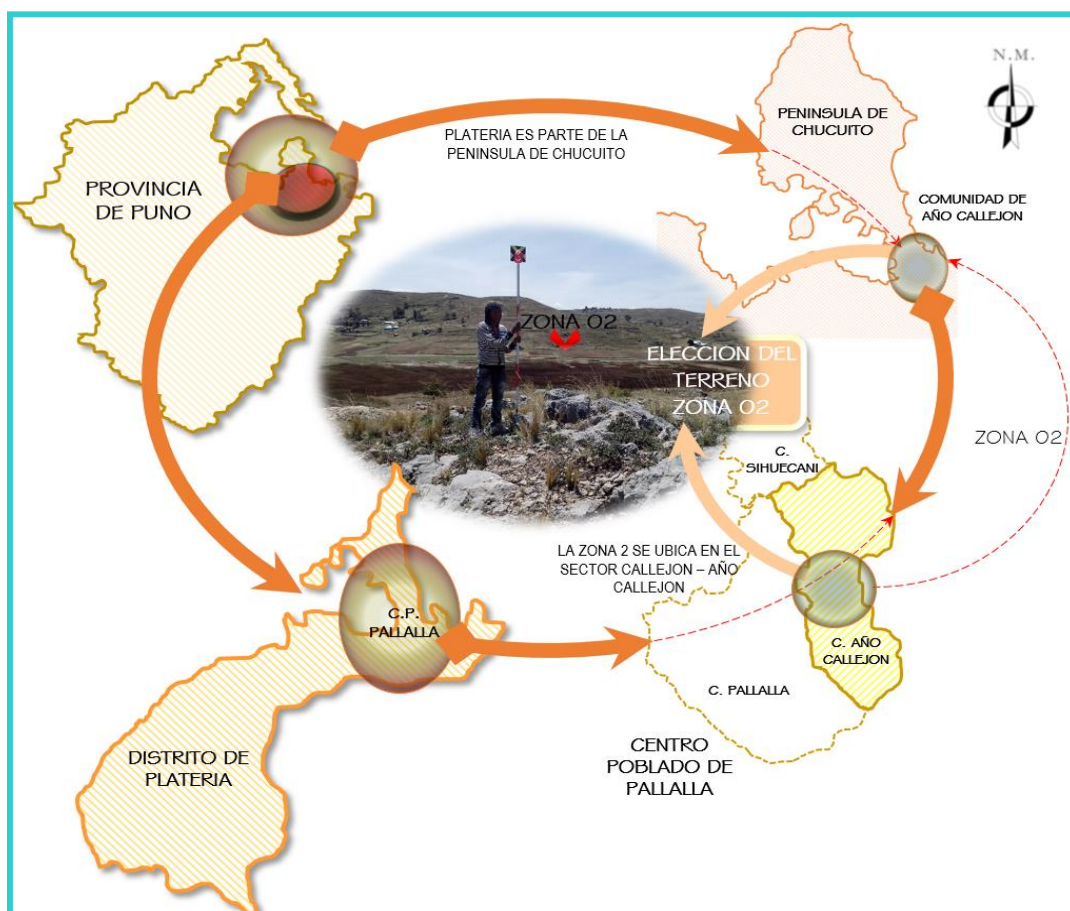 N.M.
PENINSULA DE
CHUCUITO
PLATERIA ES PARTE DE LA
PENINSULA DE CHUCUITO
PROVINCIA
DE PUNO
COMUNIDAD DE
AÑO CALLEJON
ZONA 02
ELECCION DEL
TERRENO
ZONA 02
ZONA 02
C.
SIHUECANI
LA ZONA 2 SE UBICA EN EL
SECTOR CALLEJON – AÑO
CALLEJON
C.P.
PALLALLA
C. AÑO
CALLEJON
C. PALLALLA
DISTRITO DE
PLATERIA
CENTRO
POBLADO DE
PALLALLA